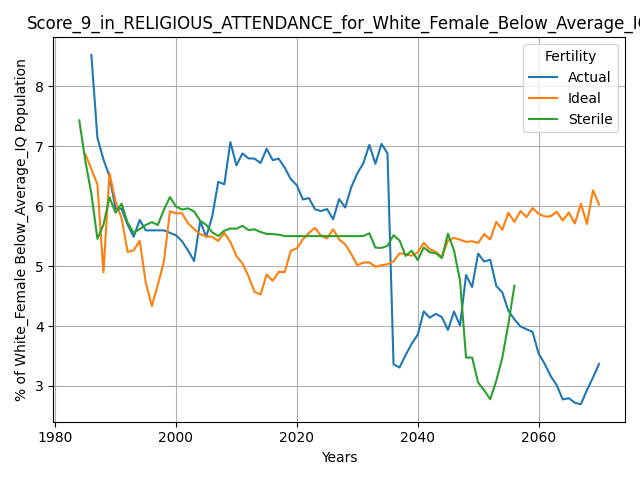 Score_9_in_RELIGIOUS_ATTENDANCE_for_White_Female_Below_Average_IQ
% of White_Female Below_Average_IQ Population
8
7
6
5
4
3
Fertility
Actual
Ideal
Sterile
1980 2000 2020 2040 2060
Years